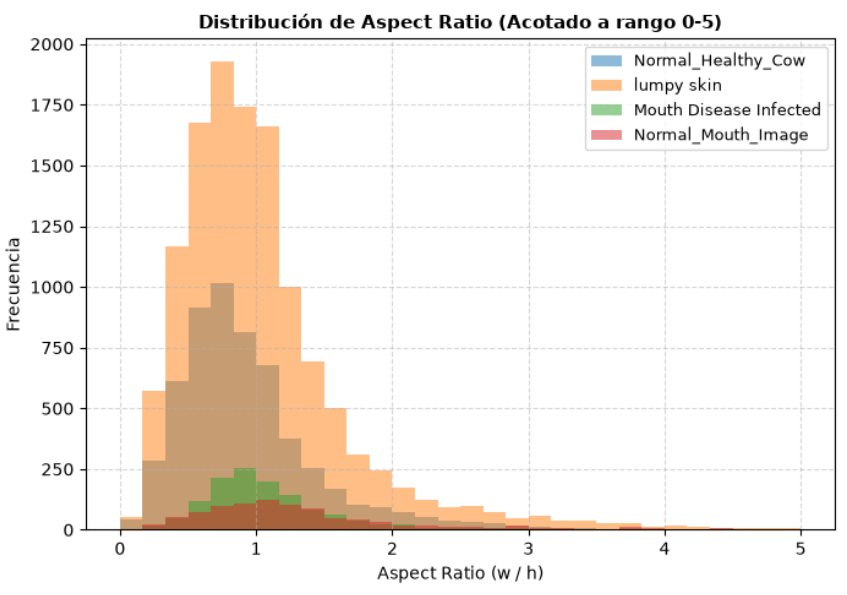 Distribución de Aspect Ratio (Acotado a rango 0-5)
Normal_Healthy_Cow
lumpy skin
Mouth Disease Infected
Normal_Mouth_Image
Frecuencia
2000
1750
1500
1250
1000
750
500
250
0
0 1 2 3 4 5
Aspect Ratio (w / h)